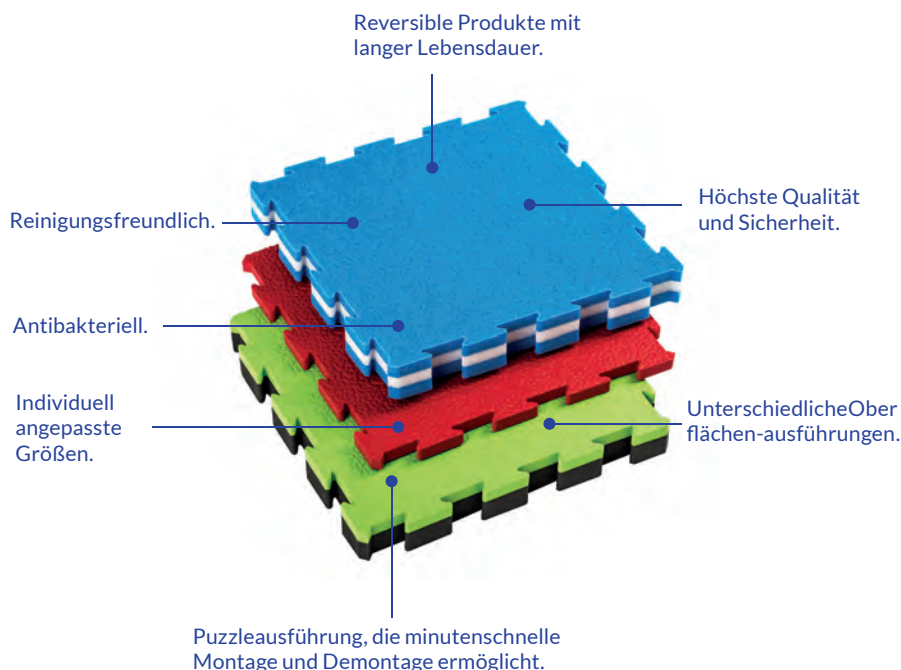 Reversible Produkte mit
langer Lebensdauer.
Reinigungsfreundlich.
Höchste Qualität
und Sicherheit.
Antibakteriell.
Individuell
angepasste
Größen.
UnterschiedlicheOber
flächen-ausführungen.
Puzzleausführung, die minutenschnelle
Montage und Demontage ermöglicht.